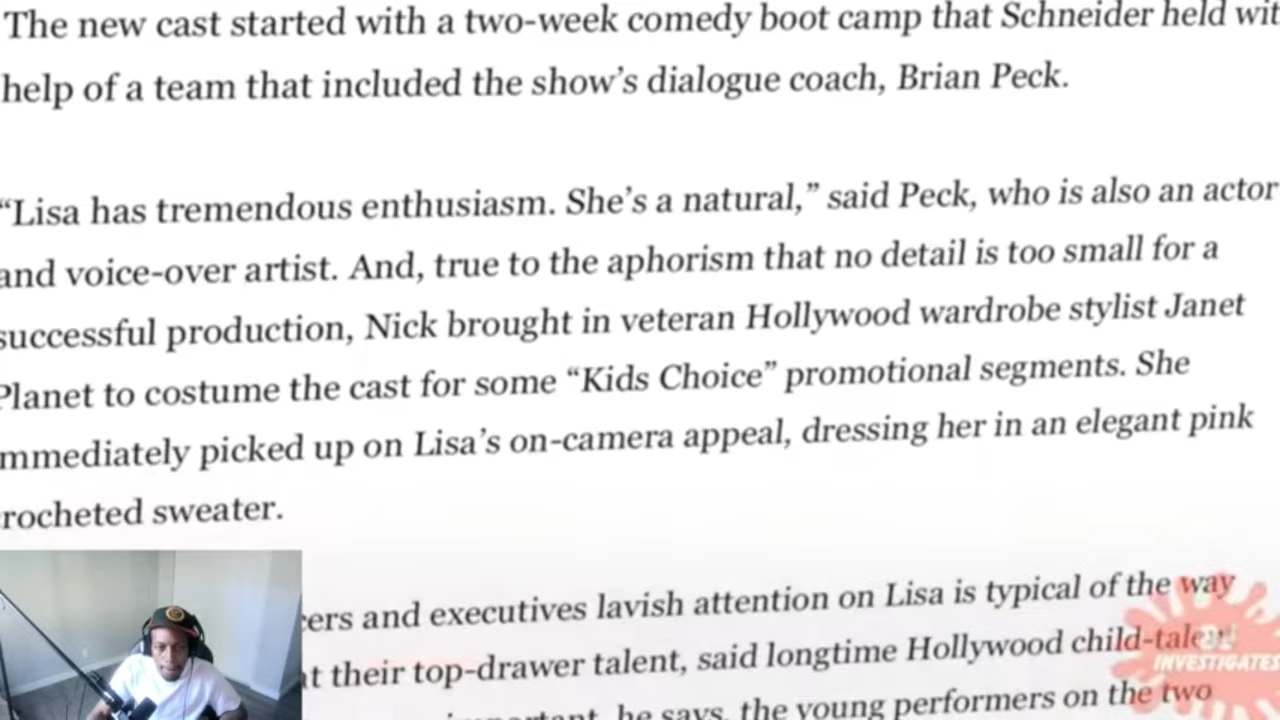 The new cast started with a two-week comedy boot camp that Schneider held wit
help of a team that included the show's dialogue coach, Brian Peck.
“Lisa has tremendous enthusiasm. She's a natural,” said Peck, who is also an actor
and voice-over artist. And, true to the aphorism that no detail is too small for a
successful production, Nick brought in veteran Hollywood wardrobe stylist Janet
Planet to costume the cast for some “Kids Choice” promotional segments. She
mmediately picked up on Lisa's on-camera appeal, dressing her in an elegant pink
rocheted sweater.
cers and executives lavish attention on Lisa is typical of the way
at their top-drawer talent, said longtime Hollywood child-talent
important, he says, the young performers on the two
INVESTIGATES